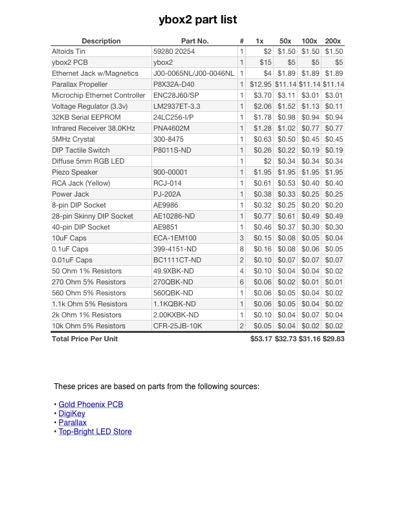 ybox2 part list
Description Part No. # 1x 50x 100x 200x
Altoids Tin 59280 20254 1 $2 $1.50 $1.50 $1.50
ybox2 PCB ybox2 1 $15 $5 $5 $5
Ethernet Jack w/Magnetics J00-0065NL/J00-0046NL 1 $4 $1.89 $1.89 $1.89
Parallax Propeller P8X32A-D40 1 $12.95 $11.14 $11.14 $11.14
Microchip Ethernet Controller ENC28J60/SP 1 $3.70 $3.11 $3.01 $3.01
Voltage Regulator (3.3v) LM2937ET-3.3 1 $2.06 $1.52 $1.13 $0.11
32KB Serial EEPROM 24LC256-I/P 1 $1.78 $0.98 $0.94 $0.94
Infrared Receiver 38.0KHz PNA4602M 1 $1.28 $1.02 $0.77 $0.77
5MHz Crystal 300-8475 1 $0.63 $0.50 $0.45 $0.45
DIP Tactile Switch P8011S-ND 1 $0.26 $0.22 $0.19 $0.19
Diffuse 5mm RGB LED 1 $2 $0.34 $0.34 $0.34
Piezo Speaker 900-00001 1 $1.95 $1.95 $1.95 $1.95
RCA Jack (Yellow) RCJ-014 1 $0.61 $0.53 $0.40 $0.40
Power Jack PJ-202A 1 $0.38 $0.33 $0.25 $0.25
8-pin DIP Socket AE9986 1 $0.32 $0.25 $0.20 $0.20
28-pin Skinny DIP Socket AE10286-ND 1 $0.77 $0.61 $0.49 $0.49
40-pin DIP Socket AE9851 1 $0.46 $0.37 $0.30 $0.30
10uF Caps ECA-1EM100 3 $0.15 $0.08 $0.05 $0.04
0.1uF Caps 399-4151-ND 8 $0.16 $0.08 $0.06 $0.05
0.01uF Caps BC1111CT-ND 2 $0.10 $0.07 $0.07 $0.07
50 Ohm 1% Resistors 49.9XBK-ND 4 $0.10 $0.04 $0.04 $0.02
270 Ohm 5% Resistors 270QBK-ND 6 $0.06 $0.02 $0.01 $0.01
560 Ohm 5% Resistors 560QBK-ND 1 $0.06 $0.05 $0.04 $0.02
1.1k Ohm 5% Resistors 1.1KQBK-ND 1 $0.06 $0.05 $0.04 $0.02
2k Ohm 1% Resistors 2.00KXBK-ND 1 $0.10 $0.04 $0.07 $0.04
10k Ohm 5% Resistors CFR-25JB-10K 2 $0.05 $0.04 $0.02 $0.02
Total Price Per Unit $53.17 $32.73 $31.16 $29.83
These prices are based on parts from the following sources:
• Gold Phoenix PCB
• DigiKey
• Parallax
• Top-Bright LED Store